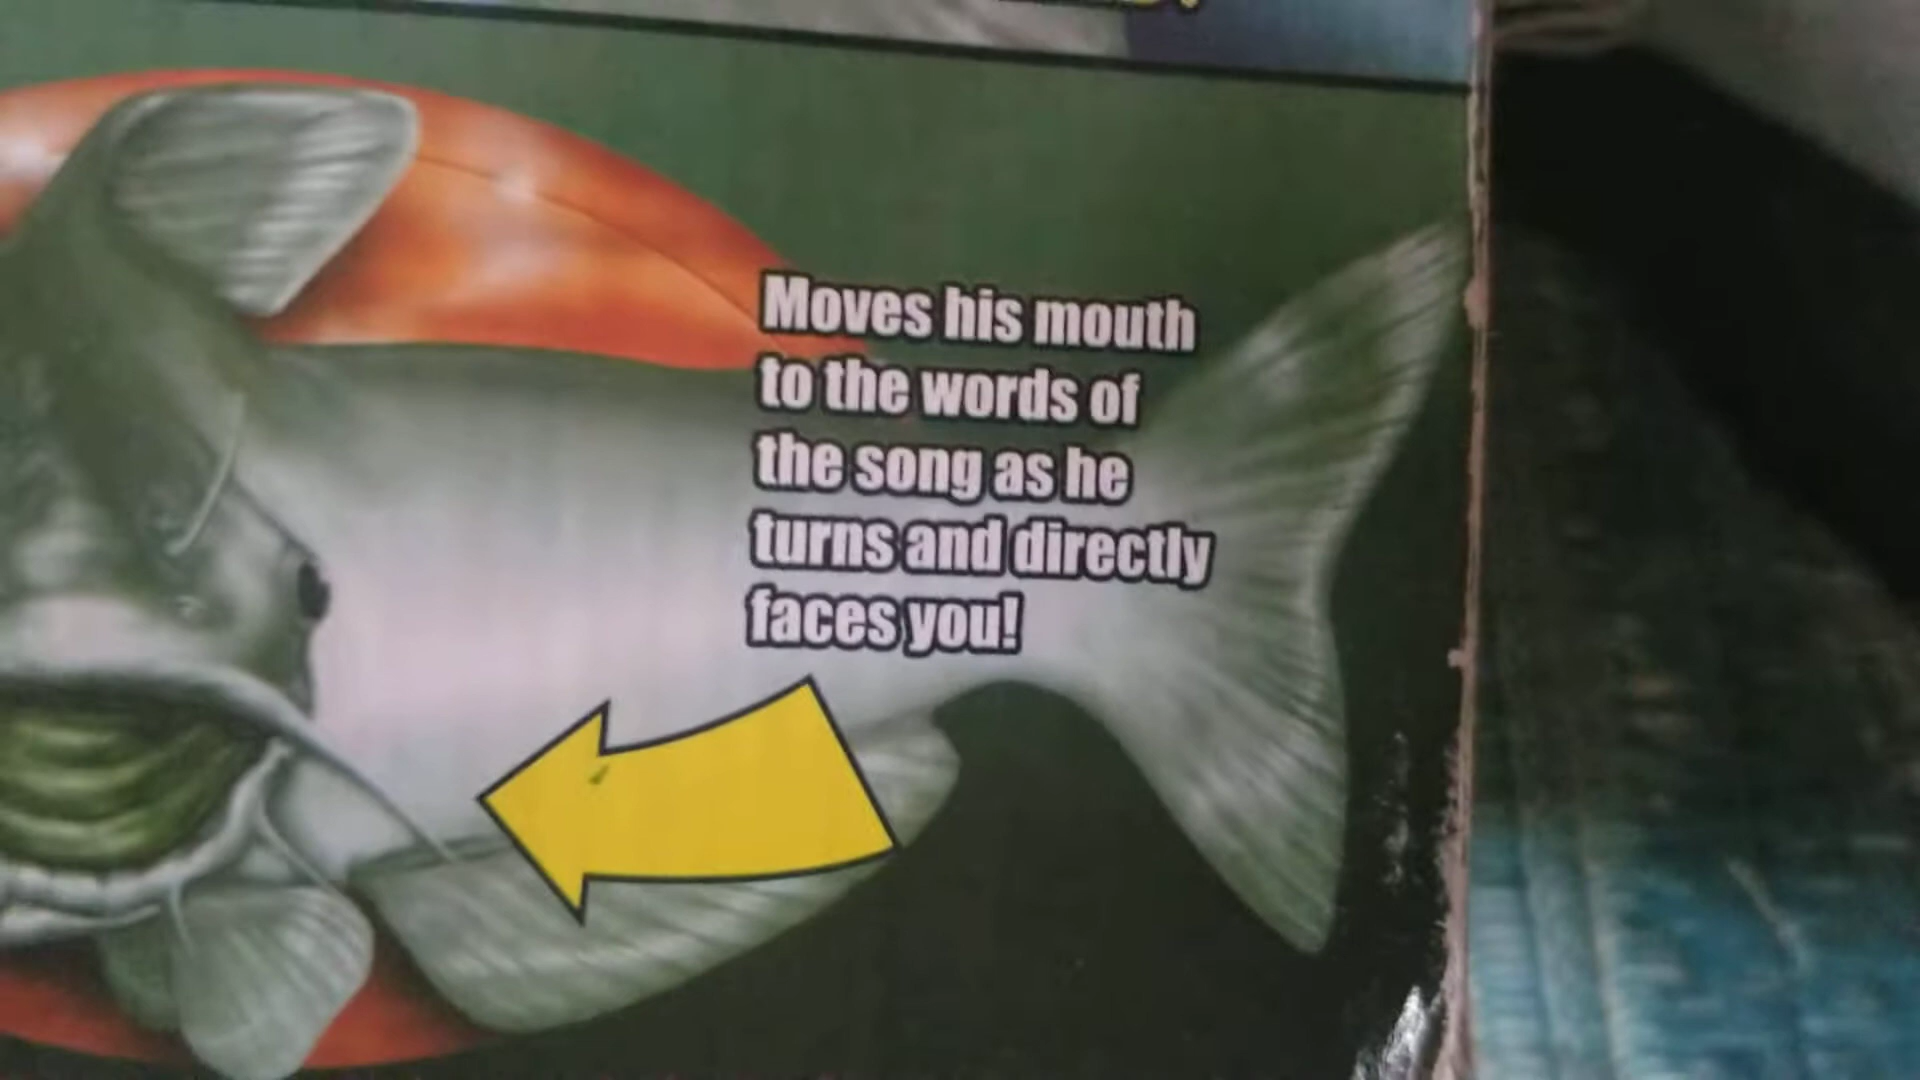 Moves his mouth
to the words of
the song as he
turns and directly
faces you!